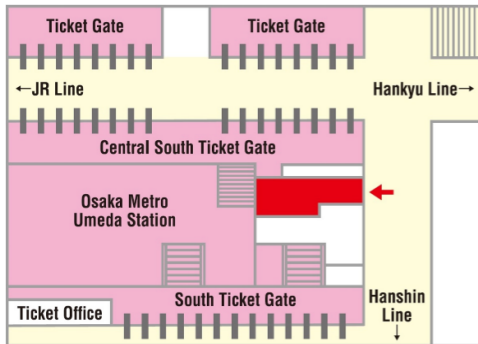 Ticket Gate
Ticket Gate
←JR Line
Hankyu Line→
Central South Ticket Gate
Osaka Metro
Umeda Station
South Ticket Gate
Ticket Office
Hanshin
Line
↓